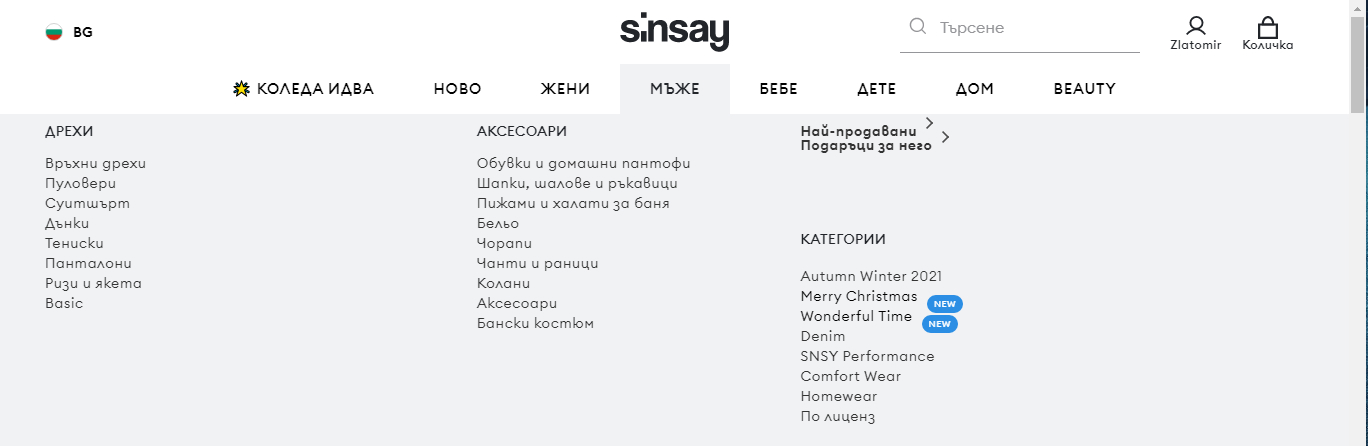 BG
sinsay
Търсене
Zlatomir
Количка
КОЛЕДА ИДВА
НОВО
ЖЕНИ
МЪЖЕ
БЕБЕ
ДЕТЕ
ДОМ
BEAUTY
ДРЕХИ
Връхни дрехи
Пуловери
Суитшърт
Дънки
Тениски
Панталони
Ризи и якета
Basic
АКСЕСОАРИ
Обувки и домашни пантофи
Шапки, шалове и ръкавици
Пижами и халати за баня
Бельо
Чорапи
Чанти и раници
Колани
Аксесоари
Бански костюм
Най-продавани
Подаръци за него
КАТЕГОРИИ
Autumn Winter 2021
Merry Christmas NEW
Wonderful Time NEW
Denim
SNSY Performance
Comfort Wear
Homewear
По лиценз